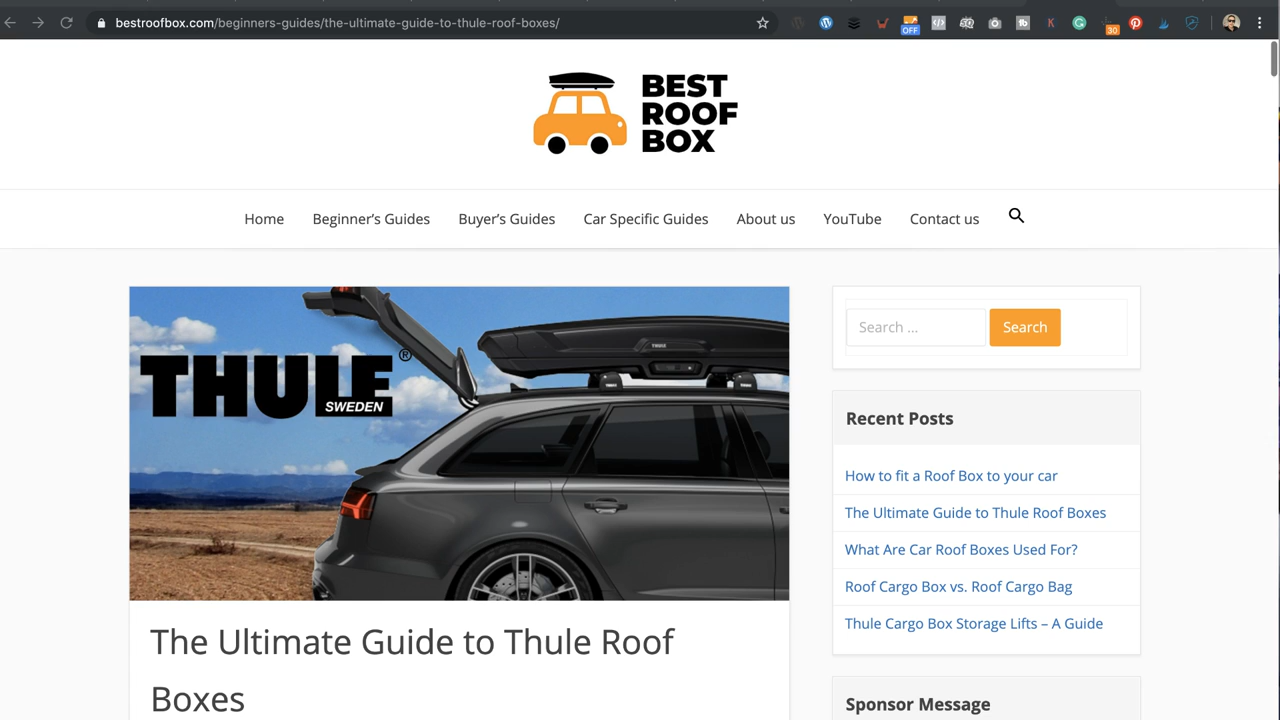 bestroofbox.com/beginners-guides/the-ultimate-guide-to-thule-roof-boxes/
OFF
30
BEST
ROOF
BOX
Home Beginner's Guides Buyer's Guides Car Specific Guides About us YouTube Contact us
THULE®
SWEDEN
THULE
The Ultimate Guide to Thule Roof
Boxes
Search ... Search
Recent Posts
How to fit a Roof Box to your car
The Ultimate Guide to Thule Roof Boxes
What Are Car Roof Boxes Used For?
Roof Cargo Box vs. Roof Cargo Bag
Thule Cargo Box Storage Lifts – A Guide
Sponsor Message